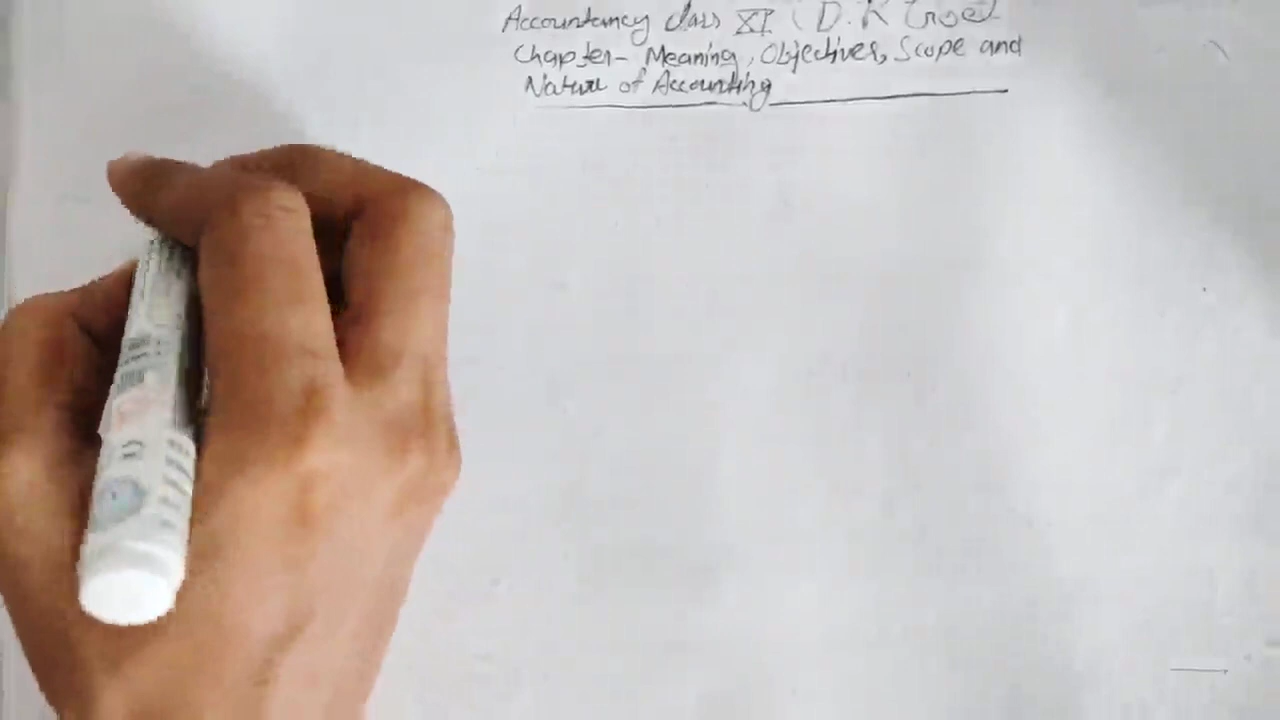 Accountancy class XI ( D.K Goel
Chapter- Meaning, Objectives, Scope and
Nature of Accounting